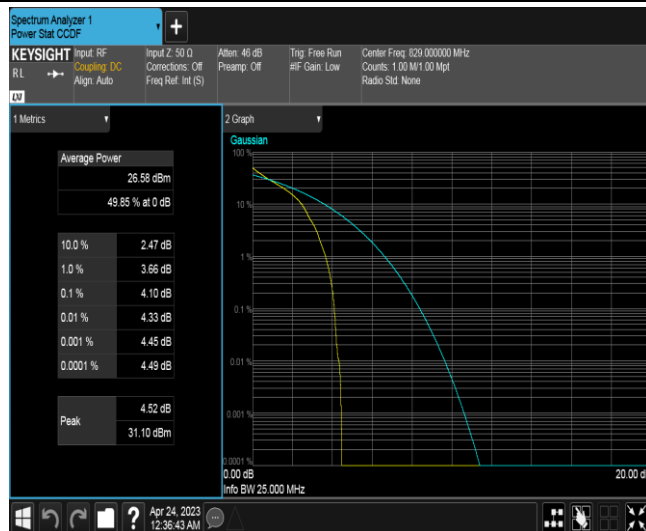 Spectrum Analyzer 1
Power Stat CCDF
+
KEYSIGHT
RL
LXI
Input: RF
Coupling: DC
Align: Auto
Input Z: 50 Ω
Corrections: Off
Freq Ref: Int (S)
Atten: 46 dB
Preamp: Off
Trig: Free Run
#IF Gain: Low
Center Freq: 829.000000 MHz
Counts: 1.00 M/1.00 Mpt
Radio Std: None
1 Metrics
Average Power
26.58 dBm
49.85 % at 0 dB
10.0 % 2.47 dB
1.0 % 3.66 dB
0.1 % 4.10 dB
0.01 % 4.33 dB
0.001 % 4.45 dB
0.0001 % 4.49 dB
Peak
4.52 dB
31.10 dBm
2 Graph
Gaussian
100 %
10 %
1 %
0.1 %
0.01 %
0.001 %
0.0001 %
0.00 dB
20.00 d
Info BW 25.000 MHz
?
Apr 24, 2023
12:36:43 AM